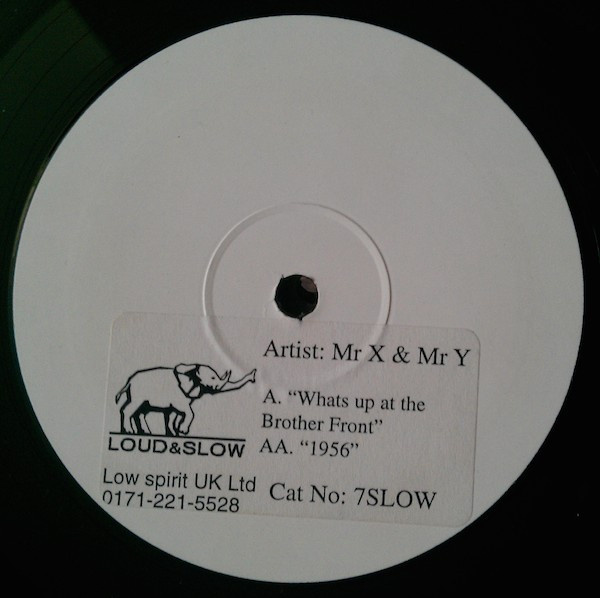 Artist: Mr X & Mr Y
A. “Whats up at the
Brother Front”
AA. “1956”
LOUD&SLOW
Low spirit UK Ltd
0171-221-5528
Cat No: 7SLOW